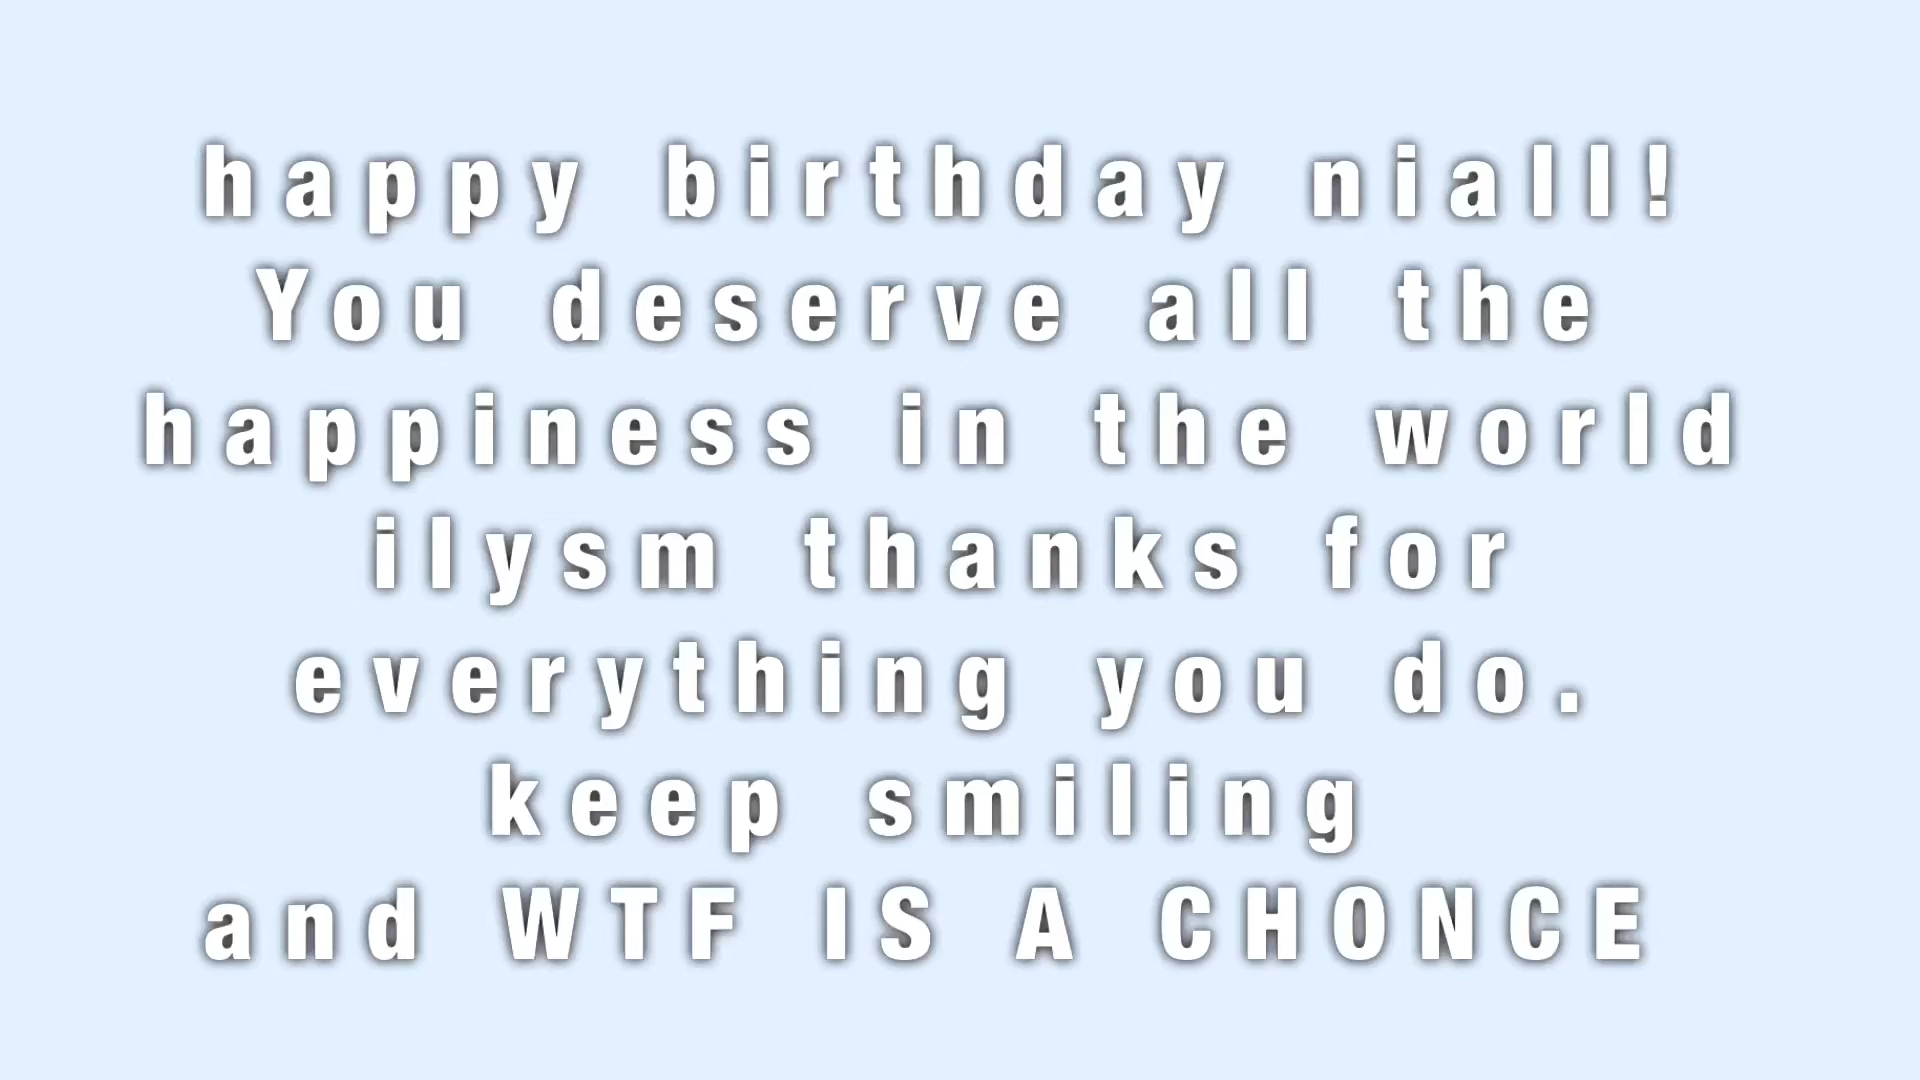 happy birthday niall!
You deserve all the
happiness in the world
ilysm thanks for
everything you do.
keep smiling
and WTF IS A CHONCE